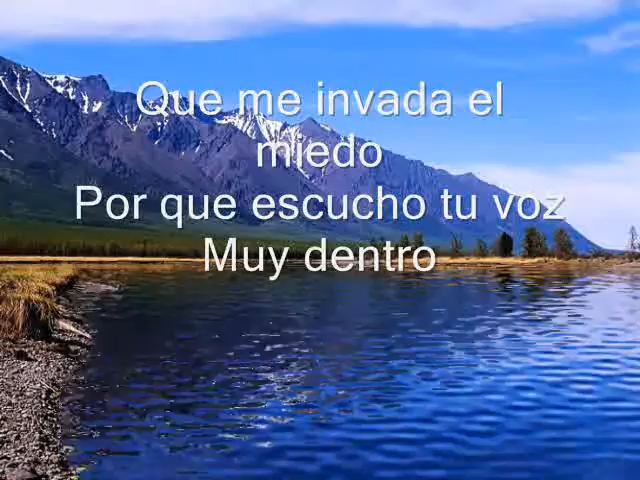 Que me invada el
miedo
Por que escucho tu voz
Muy dentro